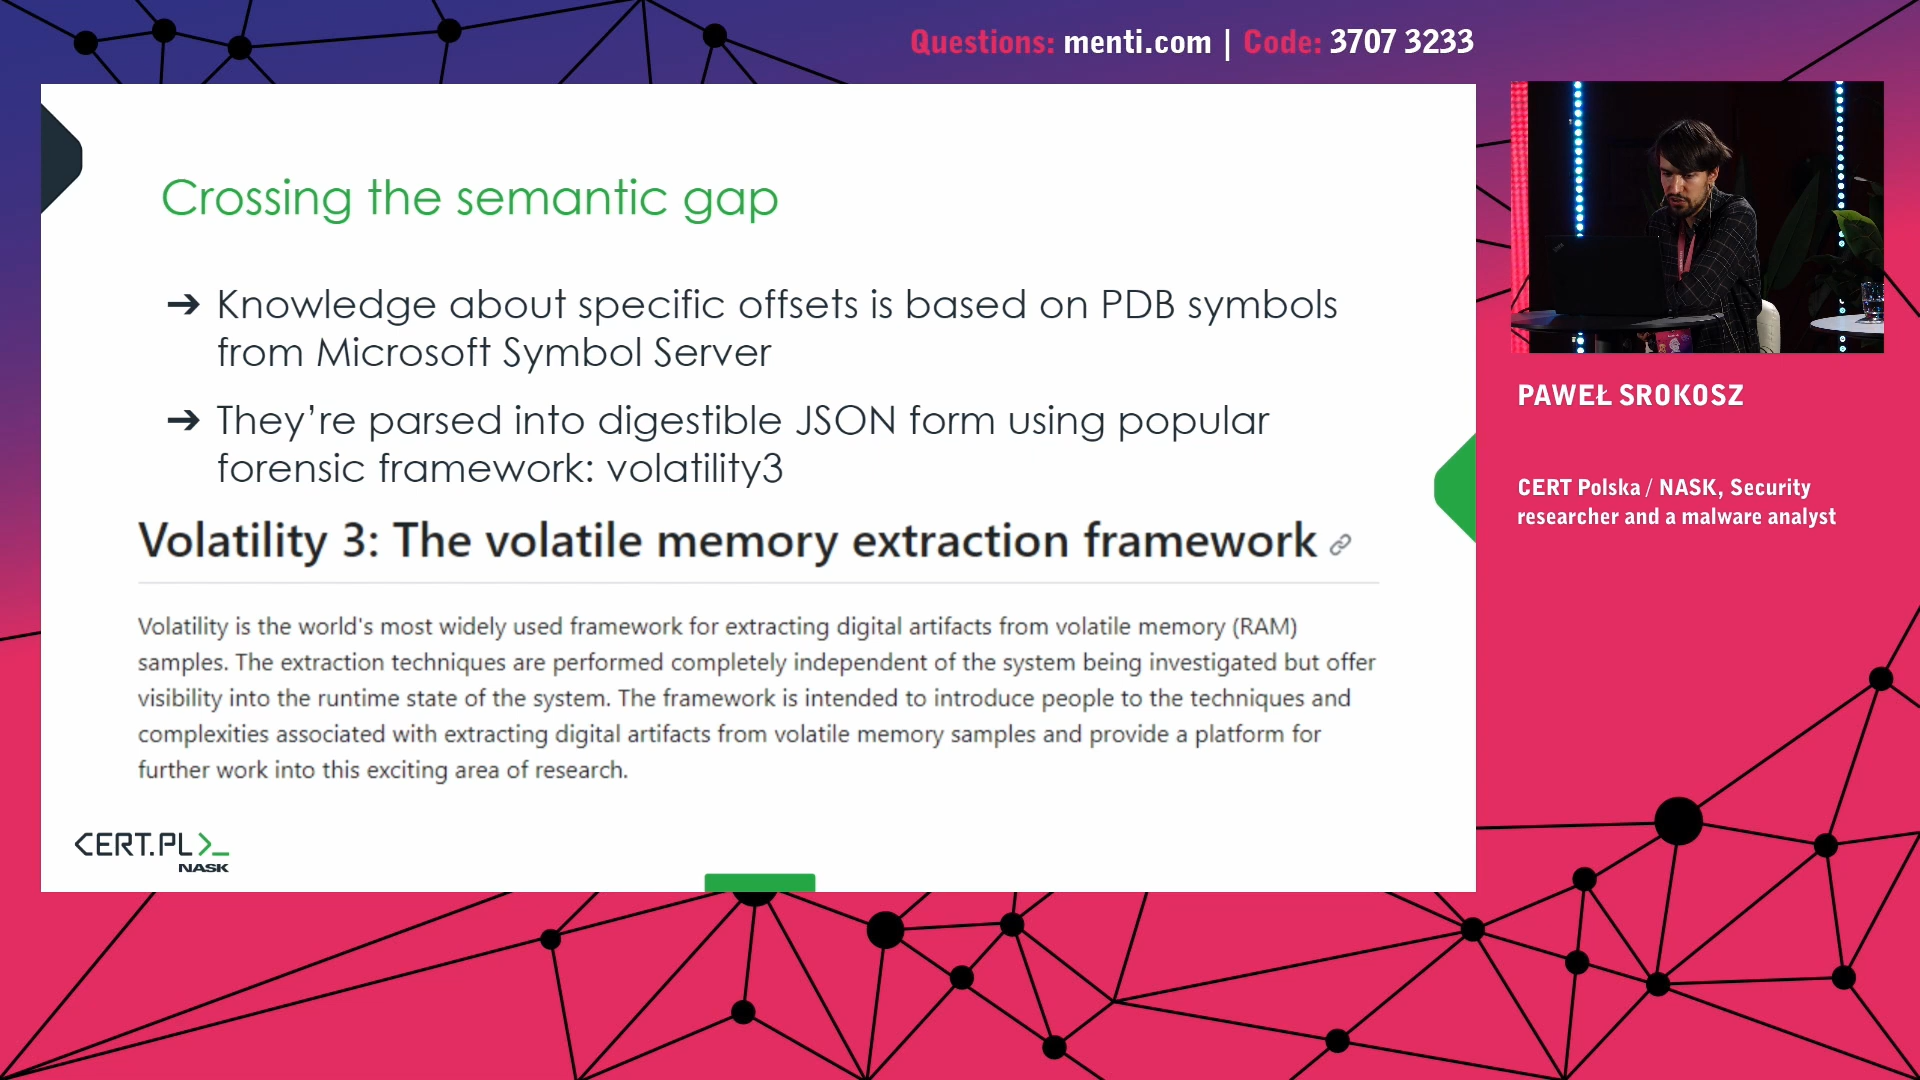 Questions: menti.com | Code: 3707 3233
Crossing the semantic gap
➔ Knowledge about specific offsets is based on PDB symbols
from Microsoft Symbol Server
➔ They’re parsed into digestible JSON form using popular
forensic framework: volatility3
Volatility 3: The volatile memory extraction framework
Volatility is the world's most widely used framework for extracting digital artifacts from volatile memory (RAM)
samples. The extraction techniques are performed completely independent of the system being investigated but offer
visibility into the runtime state of the system. The framework is intended to introduce people to the techniques and
complexities associated with extracting digital artifacts from volatile memory samples and provide a platform for
further work into this exciting area of research.
CERT.PL>_
NASK
PAWEŁ SROKOSZ
CERT Polska / NASK, Security
researcher and a malware analyst